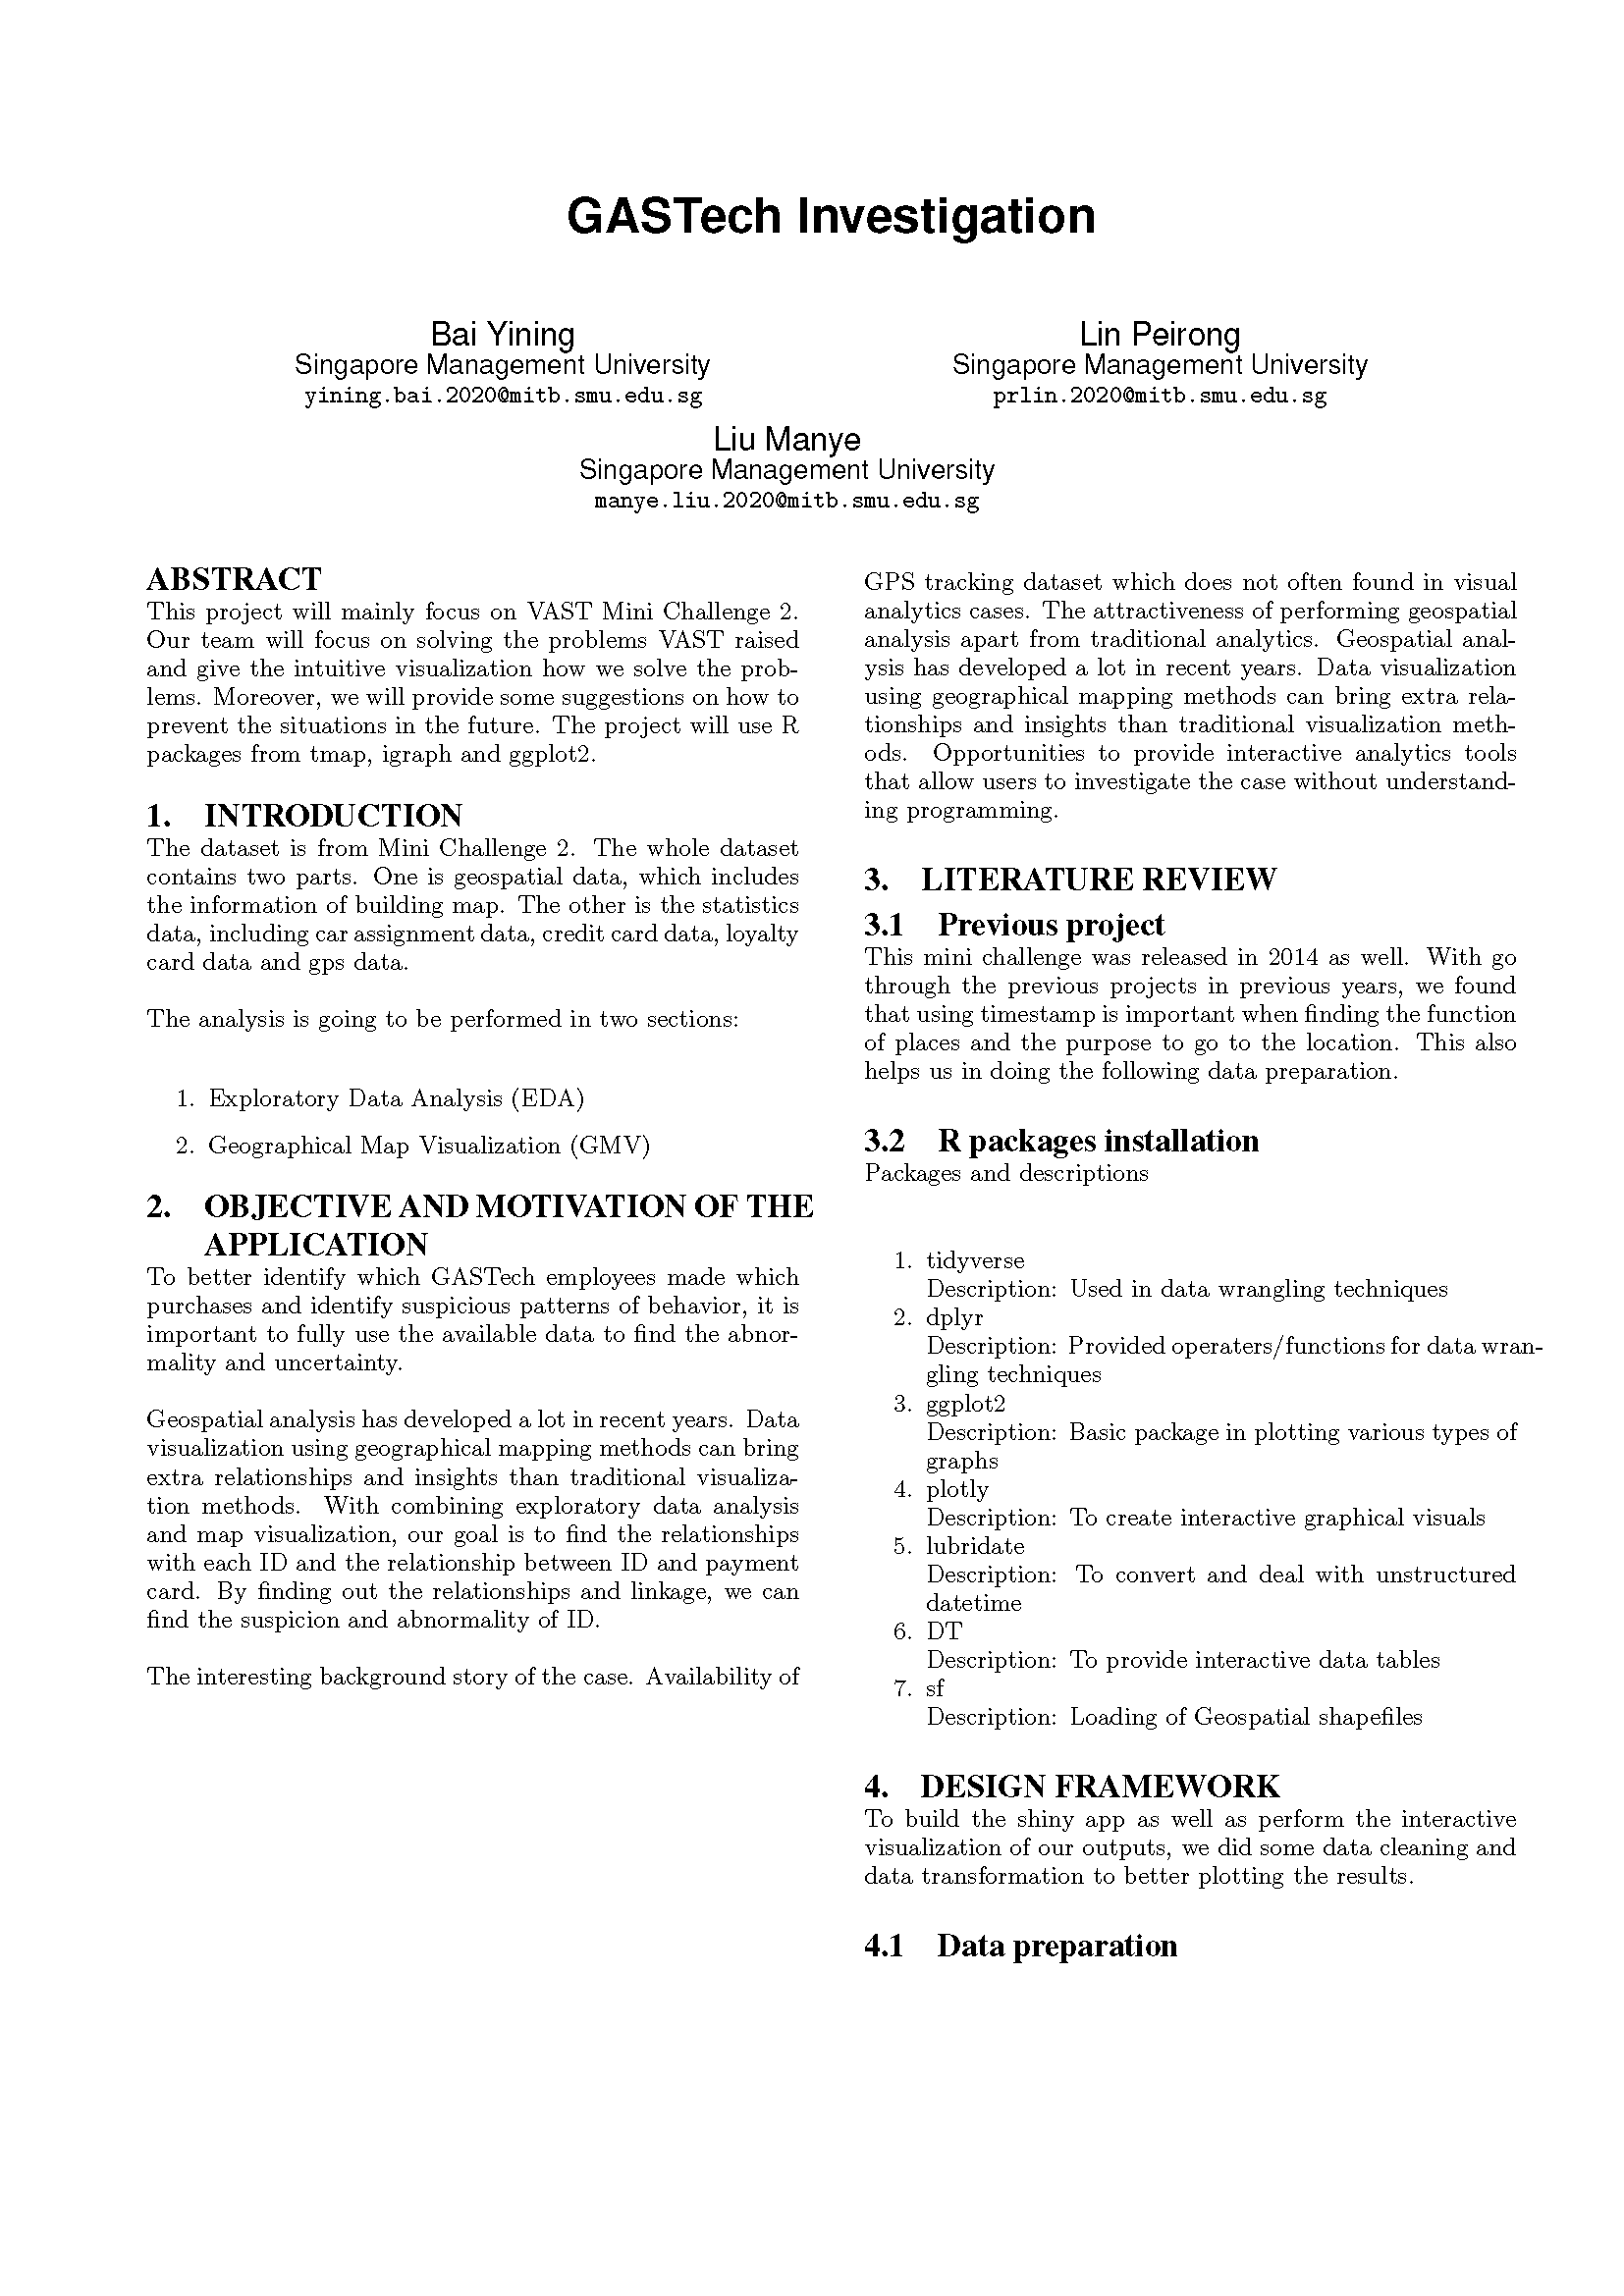 GASTech Investigation
Bai Yining
Singapore Management University
yining.bai.2020@mitb.smu.edu.sg
Lin Peirong
Singapore Management University
prlin.2020@mitb.smu.edu.sg
Liu Manye
Singapore Management University
manye.liu.2020@mitb.smu.edu.sg
ABSTRACT
This project will mainly focus on VAST Mini Challenge 2.
Our team will focus on solving the problems VAST raised
and give the intuitive visualization how we solve the prob-
lems. Moreover, we will provide some suggestions on how to
prevent the situations in the future. The project will use R
packages from tmap, igraph and ggplot2.
1. INTRODUCTION
The dataset is from Mini Challenge 2. The whole dataset
contains two parts. One is geospatial data, which includes
the information of building map. The other is the statistics
data, including car assignment data, credit card data, loyalty
card data and gps data.
The analysis is going to be performed in two sections:
1. Exploratory Data Analysis (EDA)
2. Geographical Map Visualization (GMV)
2. OBJECTIVE AND MOTIVATION OF THE
APPLICATION
To better identify which GASTech employees made which
purchases and identify suspicious patterns of behavior, it is
important to fully use the available data to find the abnor-
mality and uncertainty.
Geospatial analysis has developed a lot in recent years. Data
visualization using geographical mapping methods can bring
extra relationships and insights than traditional visualiza-
tion methods. With combining exploratory data analysis
and map visualization, our goal is to find the relationships
with each ID and the relationship between ID and payment
card. By finding out the relationships and linkage, we can
find the suspicion and abnormality of ID.
The interesting background story of the case. Availability of
GPS tracking dataset which does not often found in visual
analytics cases. The attractiveness of performing geospatial
analysis apart from traditional analytics. Geospatial anal-
ysis has developed a lot in recent years. Data visualization
using geographical mapping methods can bring extra rela-
tionships and insights than traditional visualization meth-
ods. Opportunities to provide interactive analytics tools
that allow users to investigate the case without understand-
ing programming.
3. LITERATURE REVIEW
3.1 Previous project
This mini challenge was released in 2014 as well. With go
through the previous projects in previous years, we found
that using timestamp is important when finding the function
of places and the purpose to go to the location. This also
helps us in doing the following data preparation.
3.2 R packages installation
Packages and descriptions
1. tidyverse
Description: Used in data wrangling techniques
2. dplyr
Description: Provided operaters/functions for data wran-
gling techniques
3. ggplot2
Description: Basic package in plotting various types of
graphs
4. plotly
Description: To create interactive graphical visuals
5. lubridate
Description: To convert and deal with unstructured
datetime
6. DT
Description: To provide interactive data tables
7. sf
Description: Loading of Geospatial shapefiles
4. DESIGN FRAMEWORK
To build the shiny app as well as perform the interactive
visualization of our outputs, we did some data cleaning and
data transformation to better plotting the results.
4.1 Data preparation